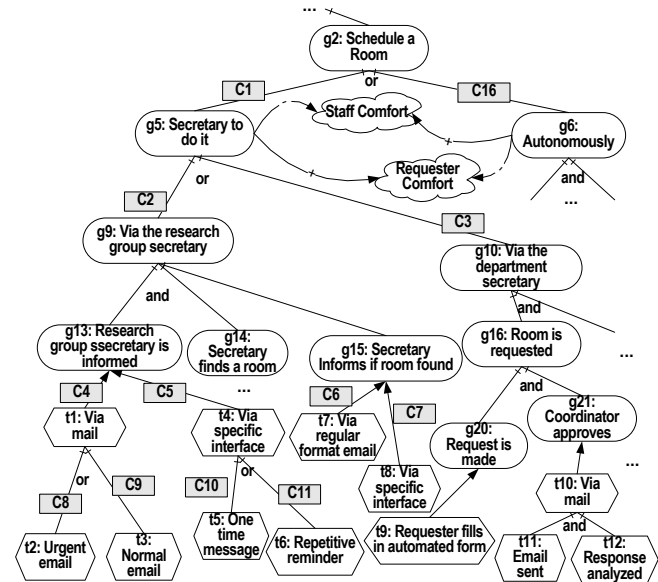 ...
g2: Schedule a
Room
C1
or
C16
Staff Comfort
g5: Secretary to
do it
g6:
Autonomously
Requester
Comfort
or
and
...
C2
C3
g9: Via the research
group secretary
g10: Via the
department
secretary
and
and
g13: Research
group ssecretary is
informed
g14:
Secretary
finds a room
g15: Secretary
Informs if room found
g16: Room is
requested
...
...
and
C4
C5
C6
C7
g21:
Coordinator
approves
t1: Via
mail
t4: Via
specific
interface
t7: Via
regular
format email
g20:
Request is
made
or
or
t8: Via
specific
interface
t10: Via
mail
...
C8
C9
C10
C11
and
t2: Urgent
email
t3:
Normal
email
t5: One
time
message
t6: Repetitive
reminder
t9: Requester fills
in automated form
t11:
Email
sent
t12:
Response
analyzed